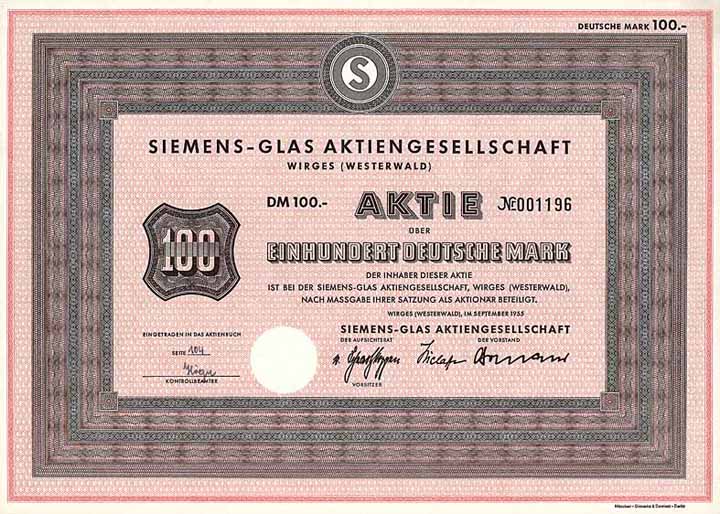 DEUTSCHE MARK 100.-
S
SIEMENS-GLAS AKTIENGESELLSCHAFT
WIRGES (WESTERWALD)
DM 100.- AKTIE № 001196
ÜBER
100
EINHUNDERT DEUTSCHE MARK
DER INHABER DIESER AKTIE
IST BEI DER SIEMENS-GLAS AKTIENGESELLSCHAFT, WIRGES (WESTERWALD),
NACH MASSGABE IHRER SATZUNG ALS AKTIONÄR BETEILIGT.
WIRGES (WESTERWALD), IM SEPTEMBER 1955
SIEMENS-GLAS AKTIENGESELLSCHAFT
DER AUFSICHTSRAT DER VORSTAND
VORSITZER
EINGETRAGEN IN DAS AKTIENBUCH
SEITE 104
KONTROLLBEAMTER